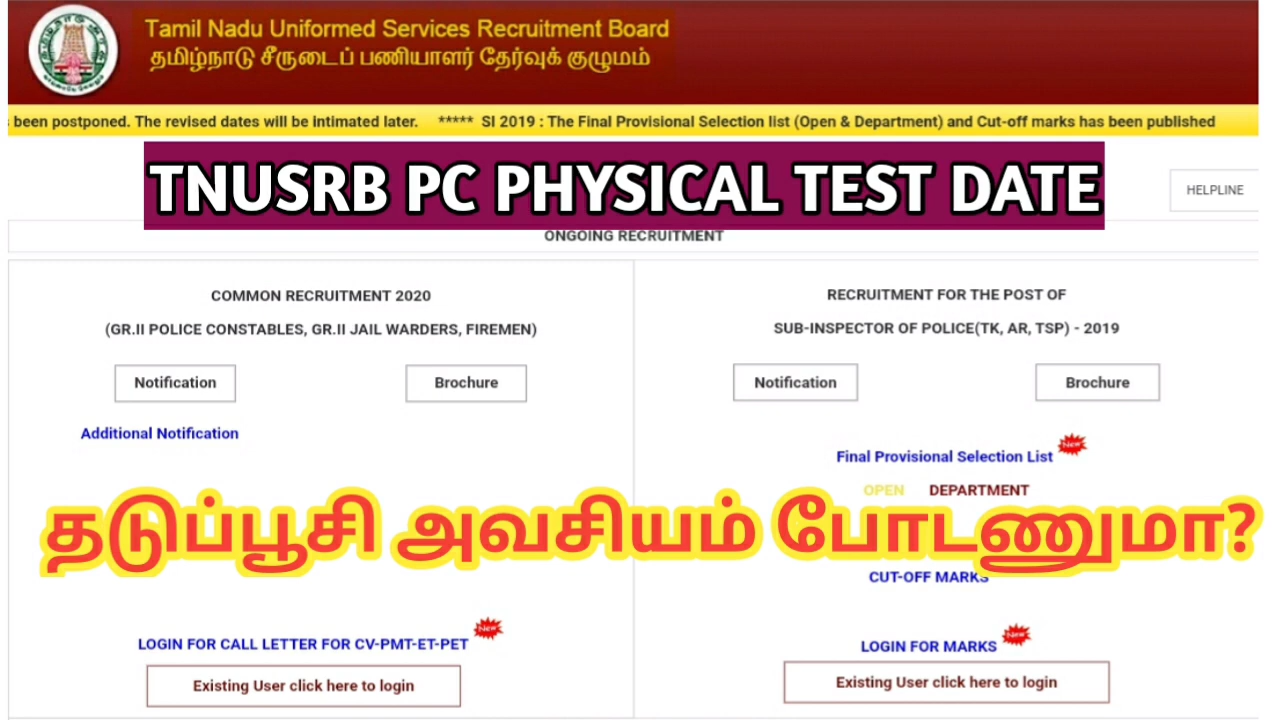 Tamil Nadu Uniformed Services Recruitment Board
தமிழ்நாடு சீருடைப் பணியாளர் தேர்வுக் குழுமம்
been postponed. The revised dates will be intimated later. ***** SI 2019 : The Final Provisional Selection list (Open & Department) and Cut-off marks has been published
TNUSRB PC PHYSICAL TEST DATE
HELPLINE
ONGOING RECRUITMENT
COMMON RECRUITMENT 2020
(GR.II POLICE CONSTABLES, GR.II JAIL WARDERS, FIREMEN)
Notification Brochure
Additional Notification
RECRUITMENT FOR THE POST OF
SUB-INSPECTOR OF POLICE(TK, AR, TSP) - 2019
Notification Brochure
Final Provisional Selection List New
OPEN DEPARTMENT
தடுப்பூசி அவசியம் போடணுமா?
CUT-OFF MARKS
LOGIN FOR CALL LETTER FOR CV-PMT-ET-PET New
Existing User click here to login
LOGIN FOR MARKS New
Existing User click here to login